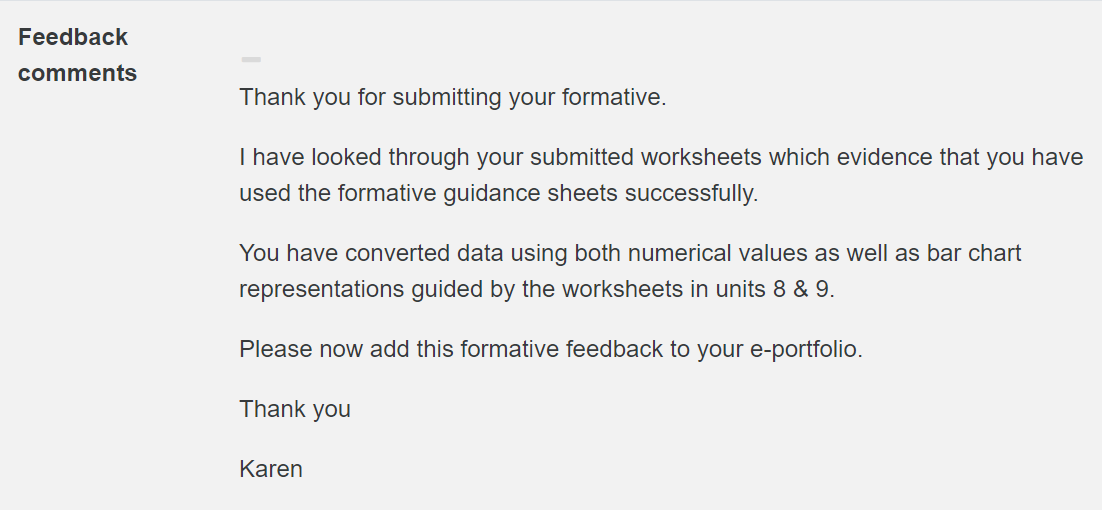 Feedback
comments
Thank you for submitting your formative.
I have looked through your submitted worksheets which evidence that you have
used the formative guidance sheets successfully.
You have converted data using both numerical values as well as bar chart
representations guided by the worksheets in units 8 & 9.
Please now add this formative feedback to your e-portfolio.
Thank you
Karen